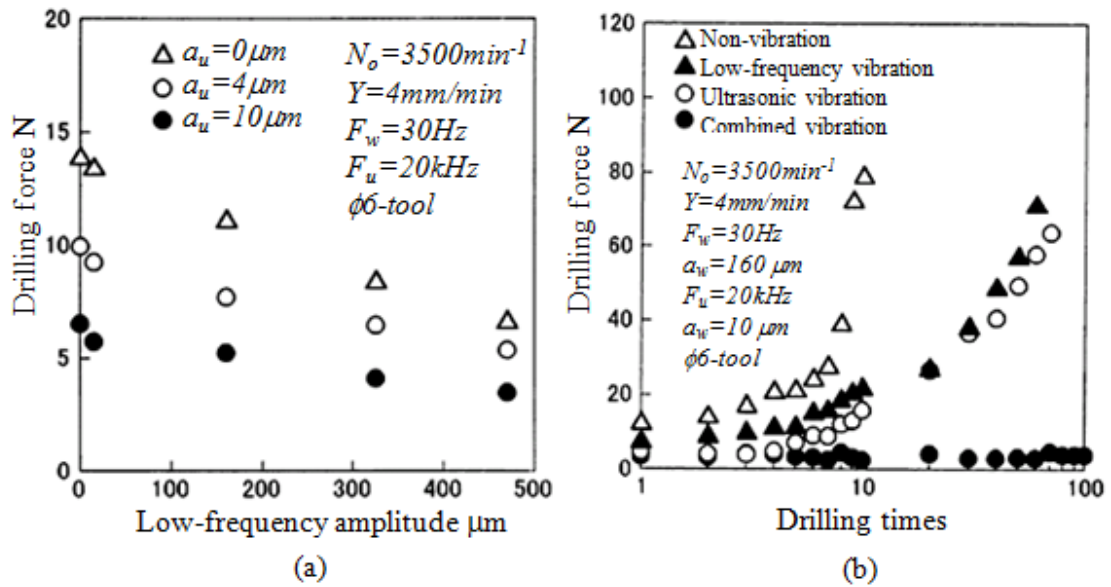 20
15
10
5
0
0
100
200
300
400
500
Drilling force N
Low-frequency amplitude μm
a_u=0μm
a_u=4μm
a_u=10μm
N_o=3500min^-1
Y=4mm/min
F_w=30Hz
F_u=20kHz
ϕ6-tool
(a)
120
100
80
60
40
20
0
1
10
100
Drilling force N
Drilling times
Non-vibration
Low-frequency vibration
Ultrasonic vibration
Combined vibration
N_o=3500min^-1
Y=4mm/min
F_w=30Hz
a_w=160 μm
F_u=20kHz
a_w=10 μm
ϕ6-tool
(b)